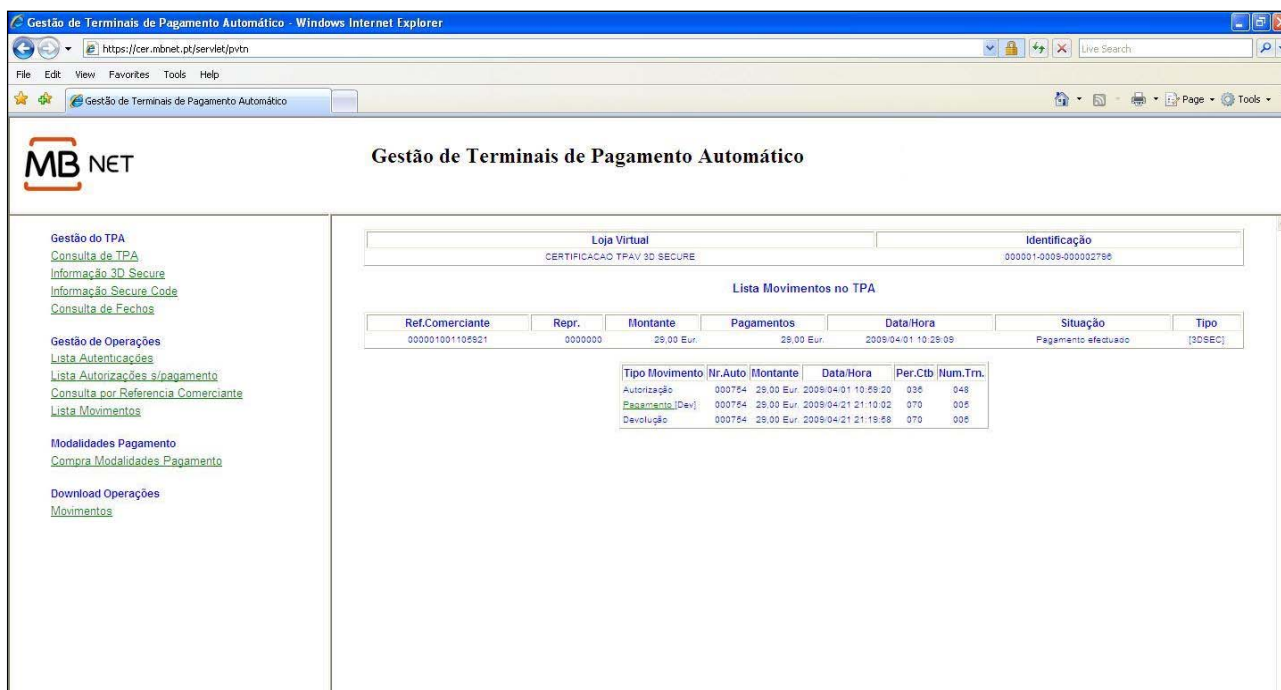 Gestão de Terminais de Pagamento Automático - Windows Internet Explorer
https://cer.mbnet.pt/servlet/pvtn
Live Search
File Edit View Favorites Tools Help
Gestão de Terminais de Pagamento Automático
Page Tools
MB NET
Gestão de Terminais de Pagamento Automático
Gestão do TPA
Consulta de TPA
Informação 3D Secure
Informação Secure Code
Consulta de Fechos
Gestão de Operações
Lista Autenticações
Lista Autorizações s/pagamento
Consulta por Referencia Comerciante
Lista Movimentos
Modalidades Pagamento
Compra Modalidades Pagamento
Download Operações
Movimentos
Loja Virtual Identificação
CERTIFICACAO TPAV 3D SECURE 000001-0009-000002796
Lista Movimentos no TPA
Ref.Comerciante Repr. Montante Pagamentos Data/Hora Situação Tipo
000001001105921 0000000 29,00 Eur. 29,00 Eur. 2009/04/01 10:29:09 Pagamento efectuado [3DSEC]
Tipo Movimento Nr.Auto Montante Data/Hora Per.Ctb Num.Trn.
Autorização 000754 29,00 Eur. 2009/04/01 10:59:20 036 048
Pagamento [Dev] 000754 29,00 Eur. 2009/04/21 21:10:02 070 005
Devolução 000754 29,00 Eur. 2009/04/21 21:19:58 070 006